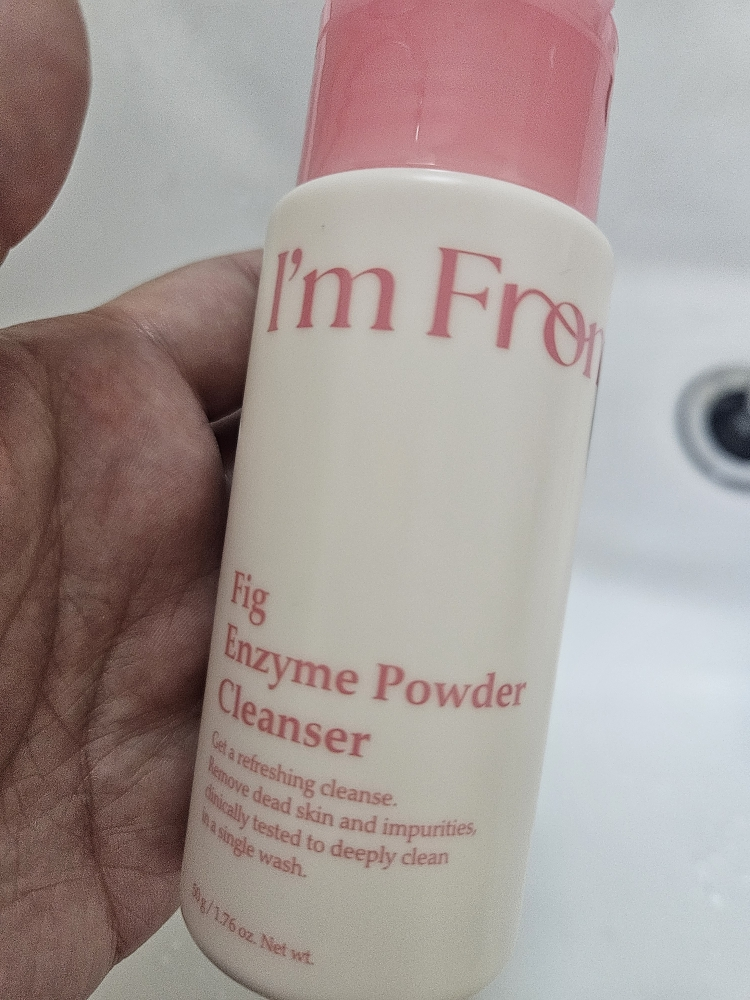 I'm From
Fig
Enzyme Powder
Cleanser
Get a refreshing cleanse.
Remove dead skin and impurities,
clinically tested to deeply clean
in a single wash.
50g / 1.76 oz. Net wt.